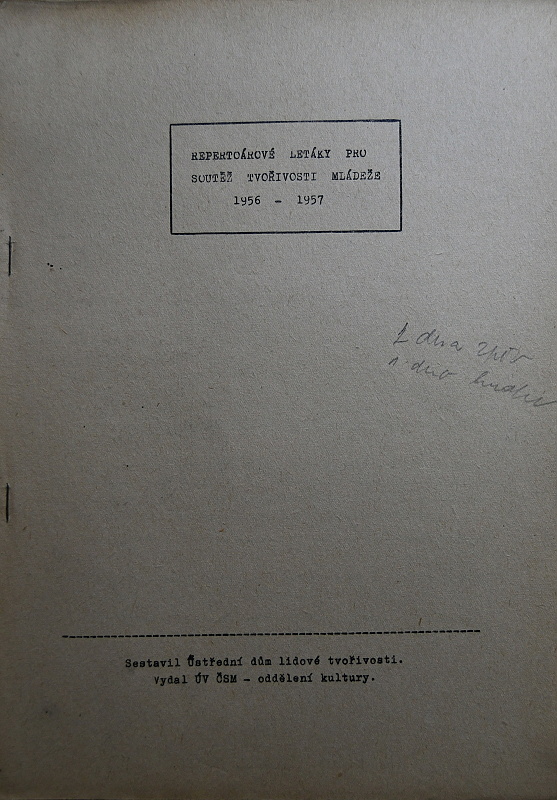 REPERTOÁROVÉ LETÁKY PRO
SOUTĚŽ TVOŘIVOSTI MLÁDEŽE
1956 - 1957
Sestavil Ústřední dům lidové tvořivosti.
Vydal ÚV ČSM - oddělení kultury.